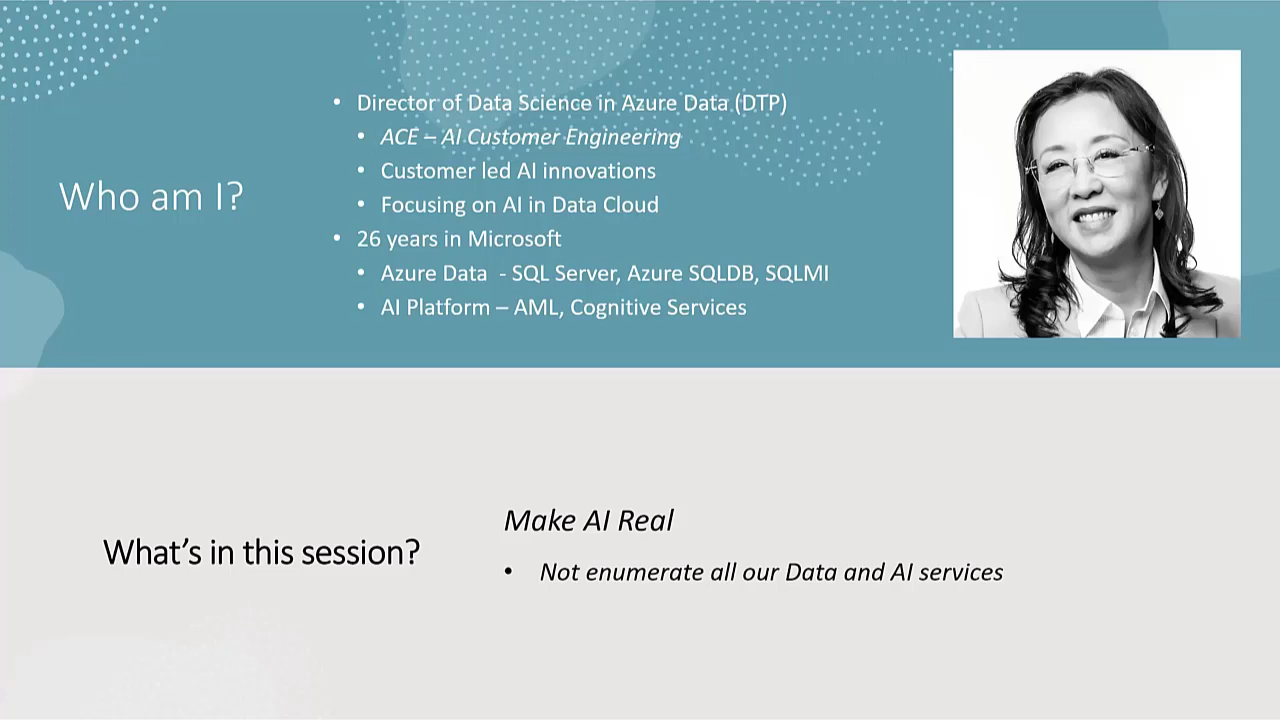 Who am I?
• Director of Data Science in Azure Data (DTP)
• ACE – AI Customer Engineering
• Customer led AI innovations
• Focusing on AI in Data Cloud
• 26 years in Microsoft
• Azure Data  - SQL Server, Azure SQLDB, SQLMI
• AI Platform – AML, Cognitive Services
What’s in this session?
Make AI Real
• Not enumerate all our Data and AI services